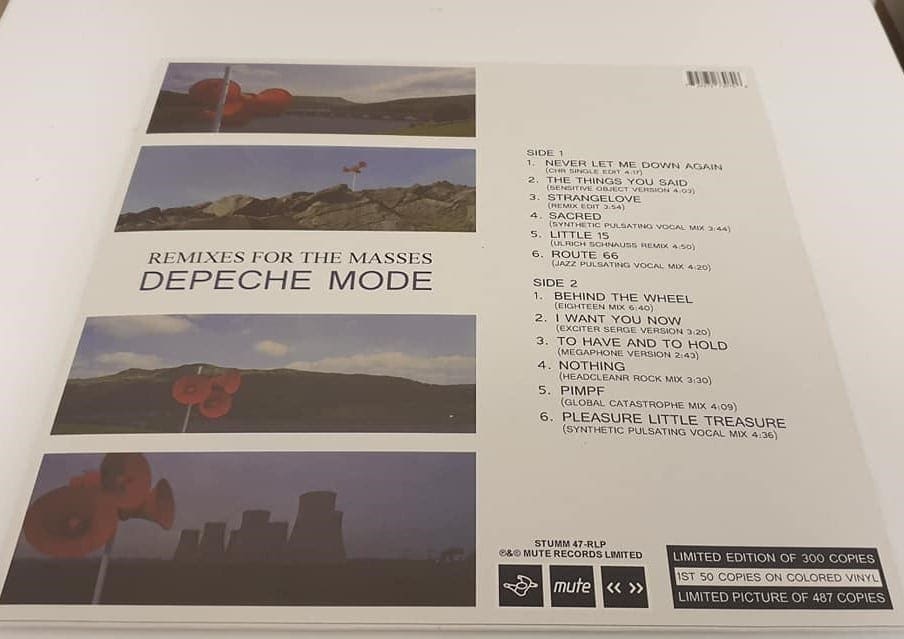 REMIXES FOR THE MASSES
DEPECHE MODE
SIDE 1
1. NEVER LET ME DOWN AGAIN
(CHR SINGLE EDIT 4:17)
2. THE THINGS YOU SAID
(SENSITIVE OBJECT VERSION 4:03)
3. STRANGELOVE
(REMIX EDIT 3:54)
4. SACRED
(SYNTHETIC PULSATING VOCAL MIX 3:44)
5. LITTLE 15
(ULRICH SCHNAUSS REMIX 4:50)
6. ROUTE 66
(JAZZ PULSATING VOCAL MIX 4:20)
SIDE 2
1. BEHIND THE WHEEL
(EIGHTEEN MIX 6:40)
2. I WANT YOU NOW
(EXCITER SERGE VERSION 3:20)
3. TO HAVE AND TO HOLD
(MEGAPHONE VERSION 2:43)
4. NOTHING
(HEADCLEANR ROCK MIX 3:30)
5. PIMPF
(GLOBAL CATASTROPHE MIX 4:09)
6. PLEASURE LITTLE TREASURE
(SYNTHETIC PULSATING VOCAL MIX 4:36)
STUMM 47-RLP
℗&© MUTE RECORDS LIMITED
mute
LIMITED EDITION OF 300 COPIES
1ST 50 COPIES ON COLORED VINYL
LIMITED PICTURE OF 487 COPIES